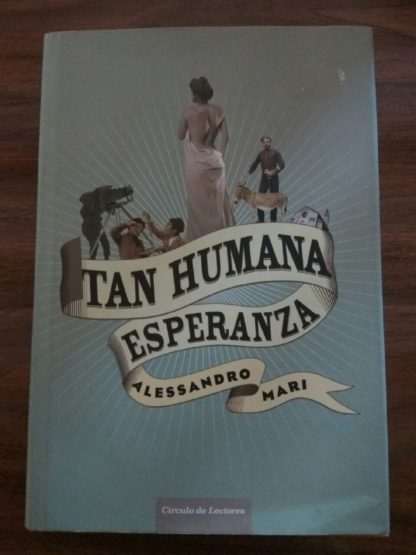 TAN HUMANA
ESPERANZA
ALESSANDRO
MARI
Círculo de Lectores